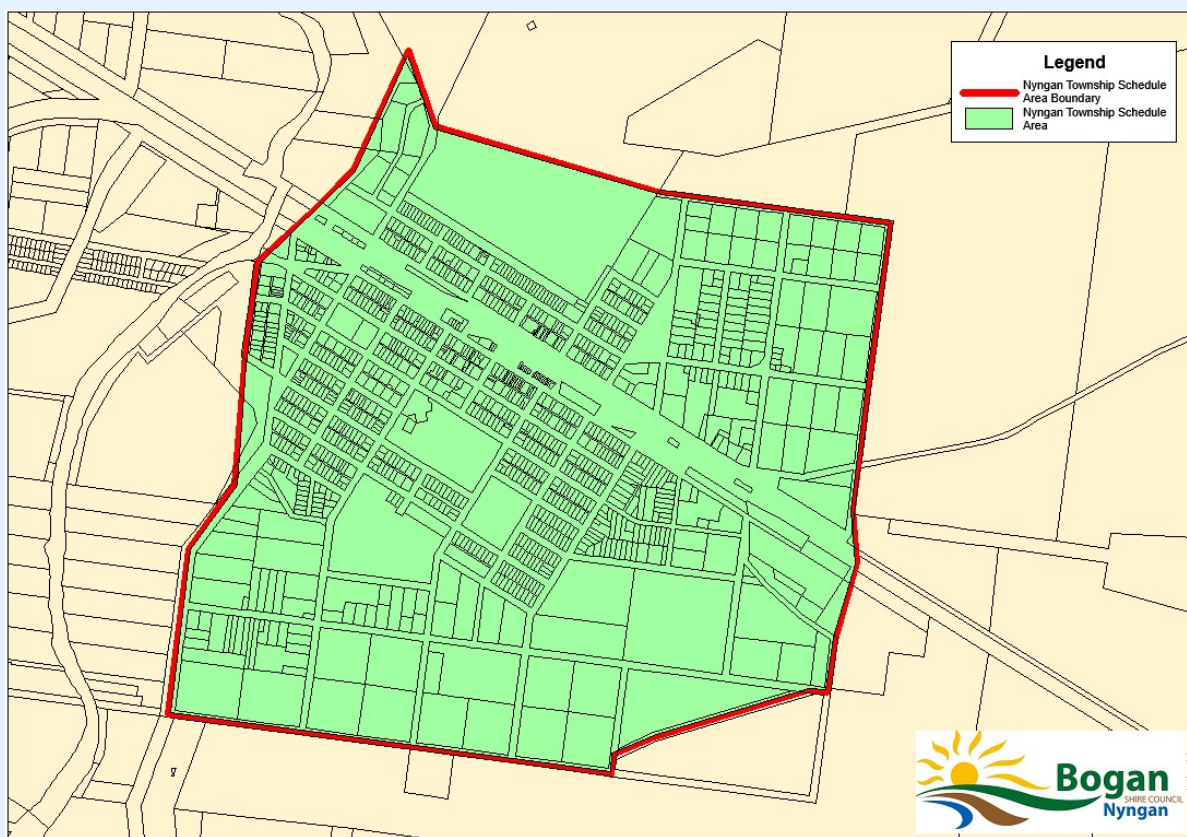 Legend
Nyngan Township Schedule
Area Boundary
Nyngan Township Schedule
Area
Bogan
SHIRE COUNCIL
Nyngan